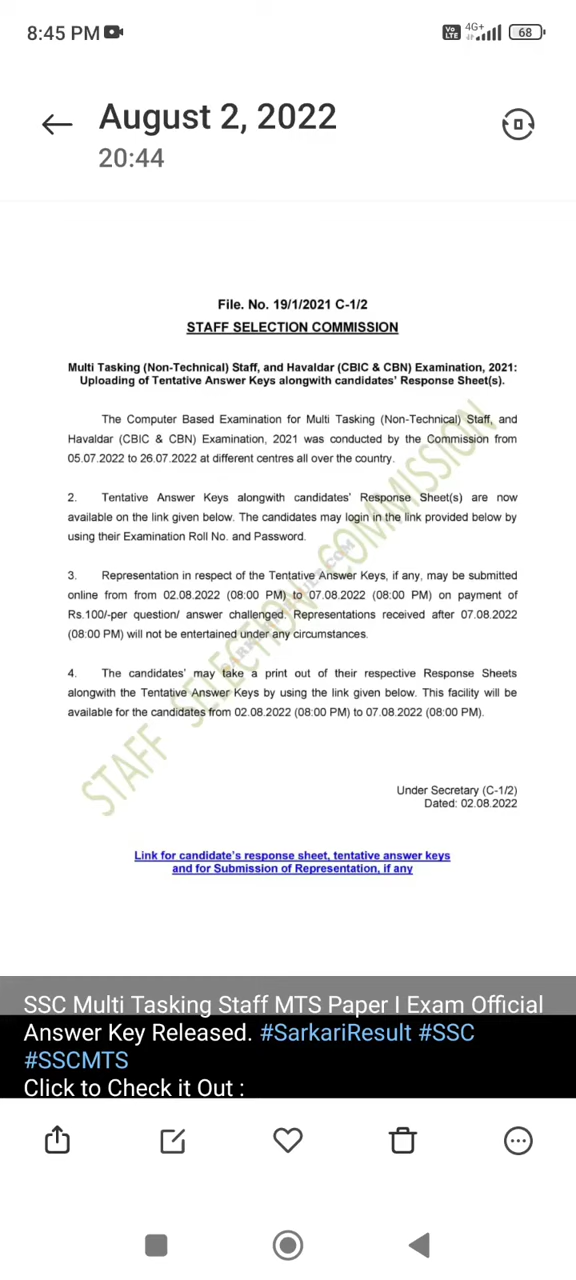 8:45 PM
Vo LTE 4G+ 68
August 2, 2022
20:44
File. No. 19/1/2021 C-1/2
STAFF SELECTION COMMISSION
Multi Tasking (Non-Technical) Staff, and Havaldar (CBIC & CBN) Examination, 2021:
Uploading of Tentative Answer Keys alongwith candidates' Response Sheet(s).
The Computer Based Examination for Multi Tasking (Non-Technical) Staff, and
Havaldar (CBIC & CBN) Examination, 2021 was conducted by the Commission from
05.07.2022 to 26.07.2022 at different centres all over the country.
2. Tentative Answer Keys alongwith candidates' Response Sheet(s) are now
available on the link given below. The candidates may login in the link provided below by
using their Examination Roll No. and Password.
3. Representation in respect of the Tentative Answer Keys, if any, may be submitted
online from from 02.08.2022 (08:00 PM) to 07.08.2022 (08:00 PM) on payment of
Rs.100/-per question/ answer challenged. Representations received after 07.08.2022
(08:00 PM) will not be entertained under any circumstances.
4. The candidates' may take a print out of their respective Response Sheets
alongwith the Tentative Answer Keys by using the link given below. This facility will be
available for the candidates from 02.08.2022 (08:00 PM) to 07.08.2022 (08:00 PM).
STAFF SELECTION COMMISSION
Under Secretary (C-1/2)
Dated: 02.08.2022
Link for candidate's response sheet, tentative answer keys
and for Submission of Representation, if any
SSC Multi Tasking Staff MTS Paper I Exam Official
Answer Key Released. #SarkariResult #SSC
#SSCMTS
Click to Check it Out :